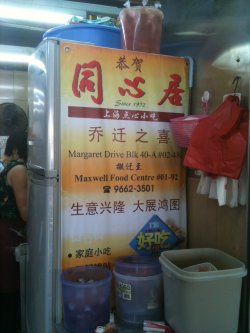 恭贺
同心居
Since 1972
上海点心小吃
乔迁之喜
Margaret Drive Blk 40-A #02-4
搬迁至
Maxwell Food Centre #01-92
☎ 9662-3501
生意兴隆 大展鸿图
好吃
• 家庭小吃